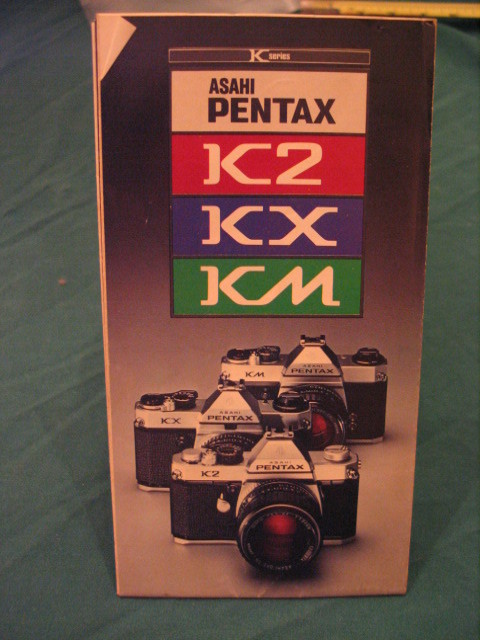 K series
ASAHI
PENTAX
K2
KX
KM
KM
ASAHI
PENTAX
KX
ASAHI
PENTAX
K2
ASAHI
PENTAX